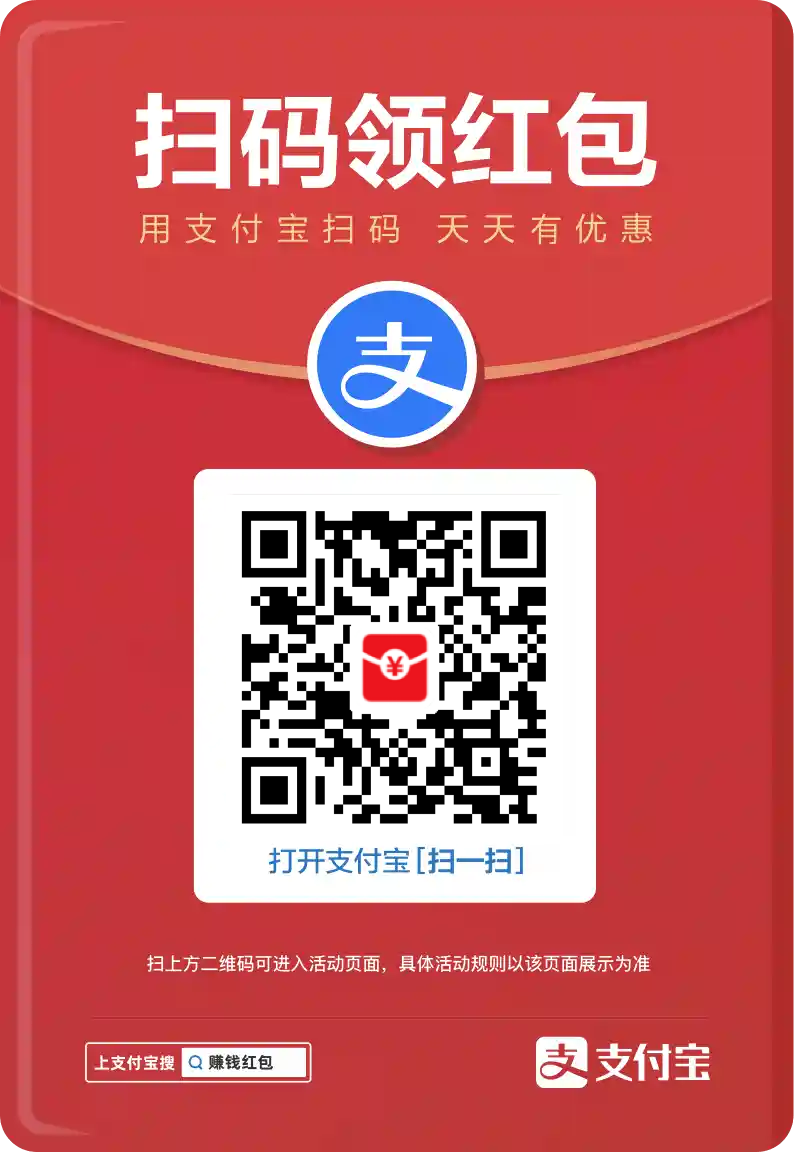 扫码领红包
用支付宝扫码 天天有优惠
支
¥
打开支付宝[扫一扫]
扫上方二维码可进入活动页面，具体活动规则以该页面展示为准
上支付宝搜 赚钱红包
支 支付宝